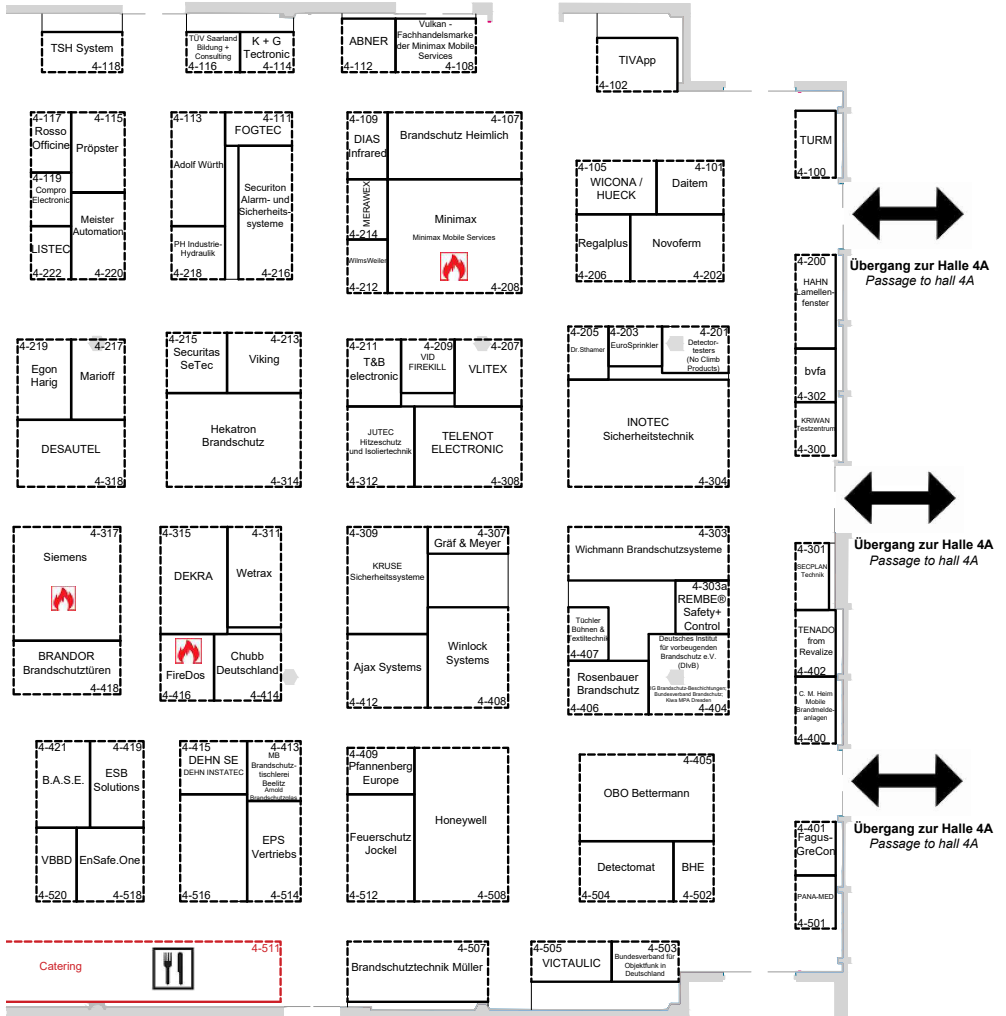 TSH System
4-118
TÜV Saarland
Bildung +
Consulting
4-116
K + G
Tectronic
4-114
ABNER
4-112
Vulkan -
Fachhandelsmarke
der Minimax Mobile
Services
4-108
TIVApp
4-102
4-117
Rosso
Officine
4-115
Pröpster
4-119
Compro
Electronic
LISTEC
4-222
Meister
Automation
4-220
4-113
Adolf Würth
4-111
FOGTEC
Securiton
Alarm- und
Sicherheits-
systeme
4-216
PH Industrie-
Hydraulik
4-218
4-109
DIAS
Infrared
4-107
Brandschutz Heimlich
MERAWEX
4-214
WilmsWeiler
4-212
Minimax
Minimax Mobile Services
4-208
4-105
WICONA /
HUECK
4-101
Daitem
Regalplus
4-206
Novoferm
4-202
TURM
4-100
Übergang zur Halle 4A
Passage to hall 4A
4-200
HAHN
Lamellen-
fenster
bvfa
4-302
KRIWAN
Testzentrum
4-300
4-219
Egon
Harig
4-217
Marioff
DESAUTEL
4-318
4-215
Securitas
SeTec
4-213
Viking
Hekatron
Brandschutz
4-314
4-211
T&B
electronic
4-209
VID
FIREKILL
4-207
VLITEX
JUTEC
Hitzeschutz
und Isoliertechnik
4-312
TELENOT
ELECTRONIC
4-308
4-205
Dr.Sthamer
4-203
EuroSprinkler
4-201
Detector-
testers
(No Climb
Products)
INOTEC
Sicherheitstechnik
4-304
Übergang zur Halle 4A
Passage to hall 4A
4-317
Siemens
BRANDOR
Brandschutztüren
4-418
4-315
DEKRA
4-311
Wetrax
FireDos
4-416
Chubb
Deutschland
4-414
4-309
KRUSE
Sicherheitssysteme
4-307
Gräf & Meyer
Ajax Systems
4-412
Winlock
Systems
4-408
4-303
Wichmann Brandschutzsysteme
4-303a
REMBE®
Safety+
Control
Tüchler
Bühnen &
Textiltechnik
4-407
Deutsches Institut
für vorbeugenden
Brandschutz e.V.
(DIvB)
IG Brandschutz-Beschichtungen;
Bundesverband Brandschutz;
Kiwa MPA Dresden
4-404
Rosenbauer
Brandschutz
4-406
4-301
SECPLAN
Technik
TENADO
from
Revalize
4-402
C. M. Heim
Mobile
Brandmelde-
anlagen
4-400
Übergang zur Halle 4A
Passage to hall 4A
4-421
B.A.S.E.
4-419
ESB
Solutions
VBBD
4-520
EnSafe.One
4-518
4-415
DEHN SE
DEHN INSTATEC
4-516
4-413
MB
Brandschutz-
tischlerei
Beelitz
Arnold
Brandschutzglas
EPS
Vertriebs
4-514
4-409
Pfannenberg
Europe
Feuerschutz
Jockel
4-512
Honeywell
4-508
4-405
OBO Bettermann
Detectomat
4-504
BHE
4-502
4-401
Fagus-
GreCon
PANA-MED
4-501
4-511
Catering
4-507
Brandschutztechnik Müller
4-505
VICTAULIC
4-503
Bundesverband für
Objektfunk in
Deutschland